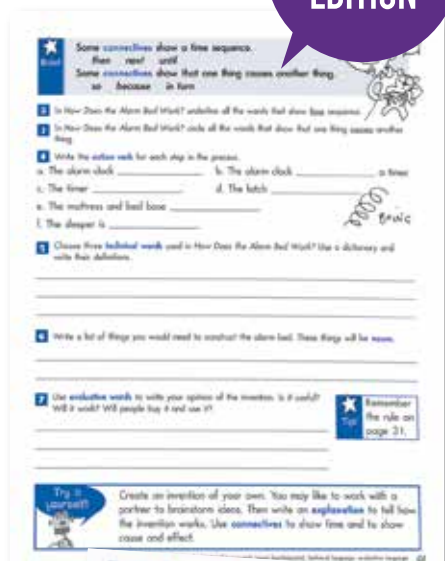 EDITION
Some connectives show a time sequence.
then next until
Some connectives show that one thing causes another thing.
so because in turn
In How Does the Alarm Bed Work? underline all the words that show time sequence.
3 In How Does the Alarm Bed Work? circle all the words that show that one thing causes another
thing.
4 Write the action verb for each step in the process.
a. The alarm clock b. The alarm clock a timer
c. The timer d. The latch
e. The mattress and bed base
f. The sleeper is
5 Choose three technical words used in How Does the Alarm Bed Work? Use a dictionary and
write their definitions.
6 Write a list of things you would need to construct the alarm bed. These things will be nouns.
7 Use evaluative words to write your opinion of the invention. Is it useful?
Will it work? Will people buy it and use it?
Remember
the rule on
page 31.
Tip!
Try it
yourself!
Create an invention of your own. You may like to work with a
partner to brainstorm ideas. Then write an explanation to tell how
the invention works. Use connectives to show time and to show
cause and effect.